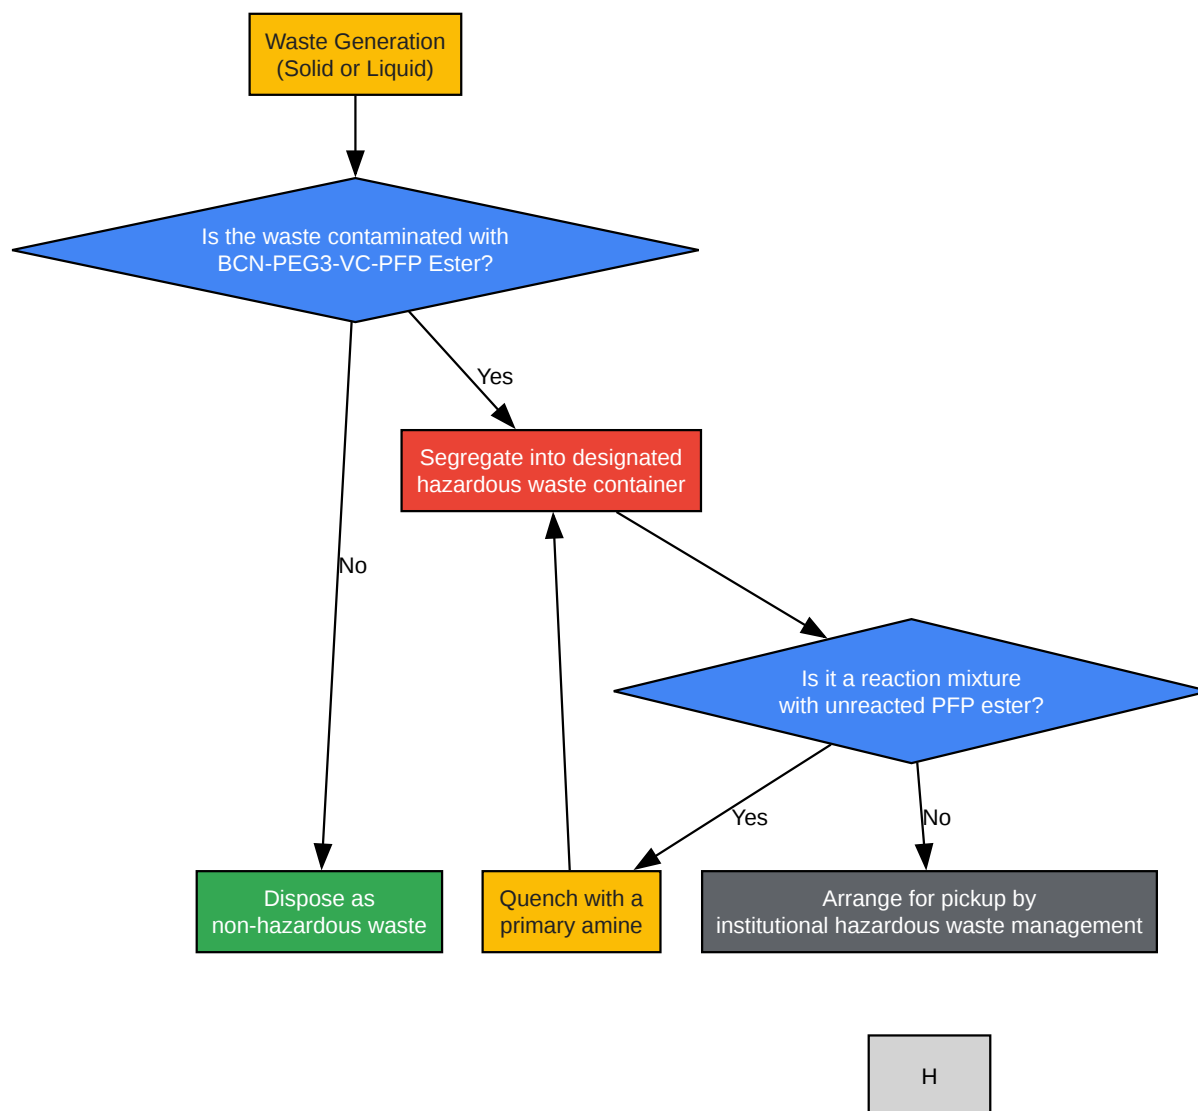 Waste Generation
(Solid or Liquid)
Is the waste contaminated with
BCN-PEG3-VC-PFP Ester?
Yes
Segregate into designated
hazardous waste container
No
Is it a reaction mixture
with unreacted PFP ester?
Yes
No
Dispose as
non-hazardous waste
Quench with a
primary amine
Arrange for pickup by
institutional hazardous waste management
H